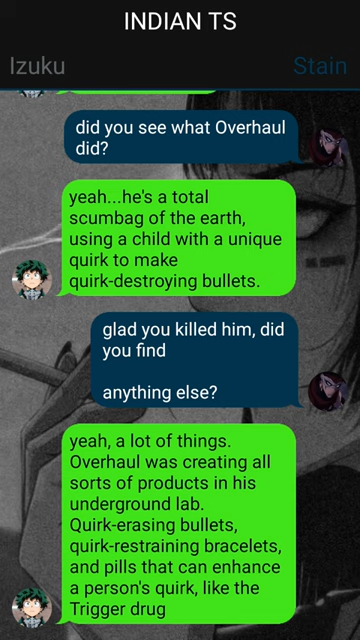 INDIAN TS
Izuku
Stain
did you see what Overhaul
did?
yeah...he's a total
scumbag of the earth,
using a child with a unique
quirk to make
quirk-destroying bullets.
glad you killed him, did
you find
anything else?
yeah, a lot of things.
Overhaul was creating all
sorts of products in his
underground lab.
Quirk-erasing bullets,
quirk-restraining bracelets,
and pills that can enhance
a person's quirk, like the
Trigger drug